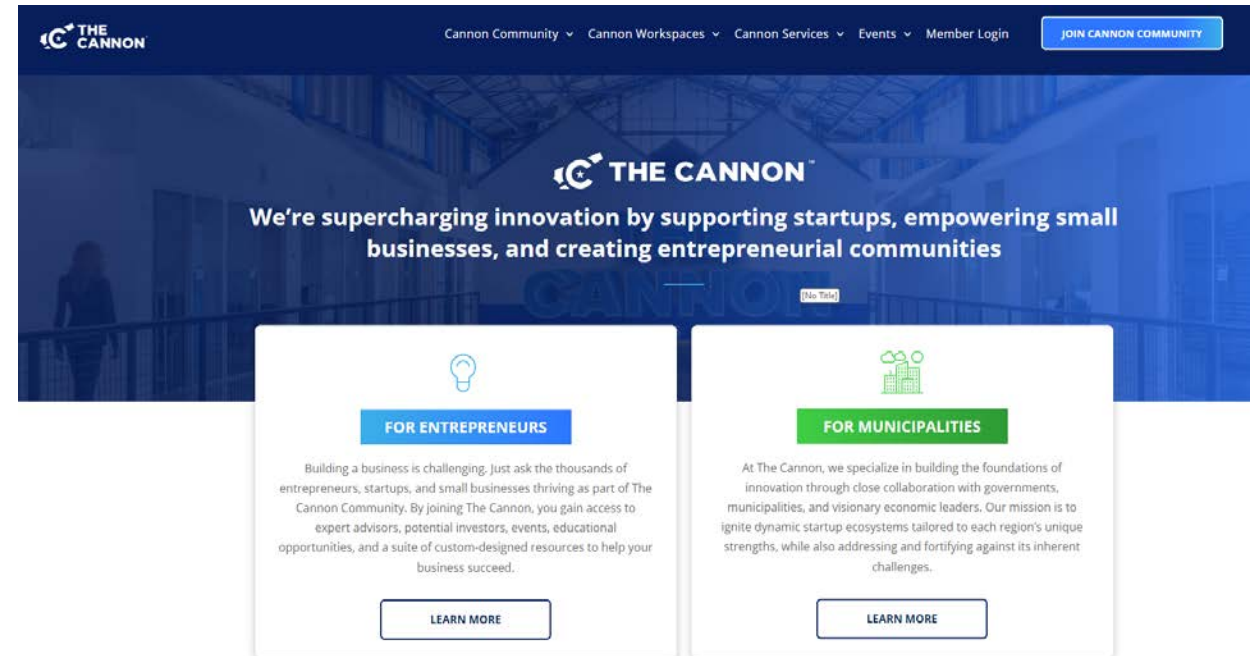 THE
CANNON
Cannon Community Cannon Workspaces Cannon Services Events Member Login JOIN CANNON COMMUNITY
THE CANNON™
We're supercharging innovation by supporting startups, empowering small
businesses, and creating entrepreneurial communities
CANNON
[No Title]
FOR ENTREPRENEURS
Building a business is challenging. Just ask the thousands of
entrepreneurs, startups, and small businesses thriving as part of The
Cannon Community. By joining The Cannon, you gain access to
expert advisors, potential investors, events, educational
opportunities, and a suite of custom-designed resources to help your
business succeed.
LEARN MORE
FOR MUNICIPALITIES
At The Cannon, we specialize in building the foundations of
innovation through close collaboration with governments,
municipalities, and visionary economic leaders. Our mission is to
ignite dynamic startup ecosystems tailored to each region's unique
strengths, while also addressing and fortifying against its inherent
challenges.
LEARN MORE